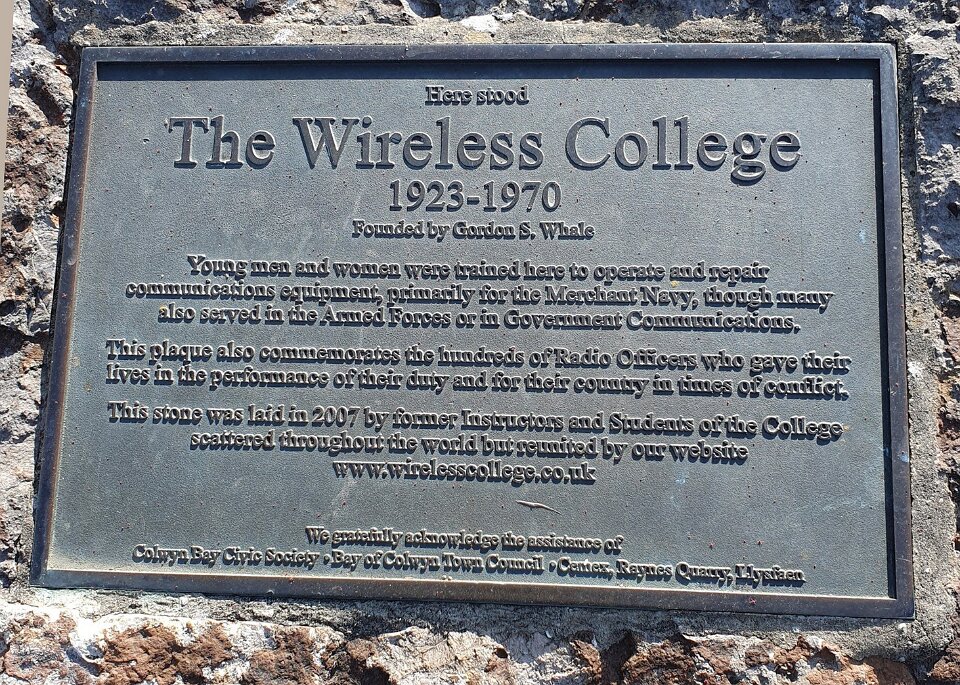 Here stood
The Wireless College
1923-1970
Founded by Gordon S. Whale
Young men and women were trained here to operate and repair
communications equipment, primarily for the Merchant Navy, though many
also served in the Armed Forces or in Government Communications.
This plaque also commemorates the hundreds of Radio Officers who gave their
lives in the performance of their duty and for their country in times of conflict.
This stone was laid in 2007 by former Instructors and Students of the College
scattered throughout the world but reunited by our website
www.wirelesscollege.co.uk
We gratefully acknowledge the assistance of
Colwyn Bay Civic Society • Bay of Colwyn Town Council • Cemex, Raynes Quarry, Llysfaen